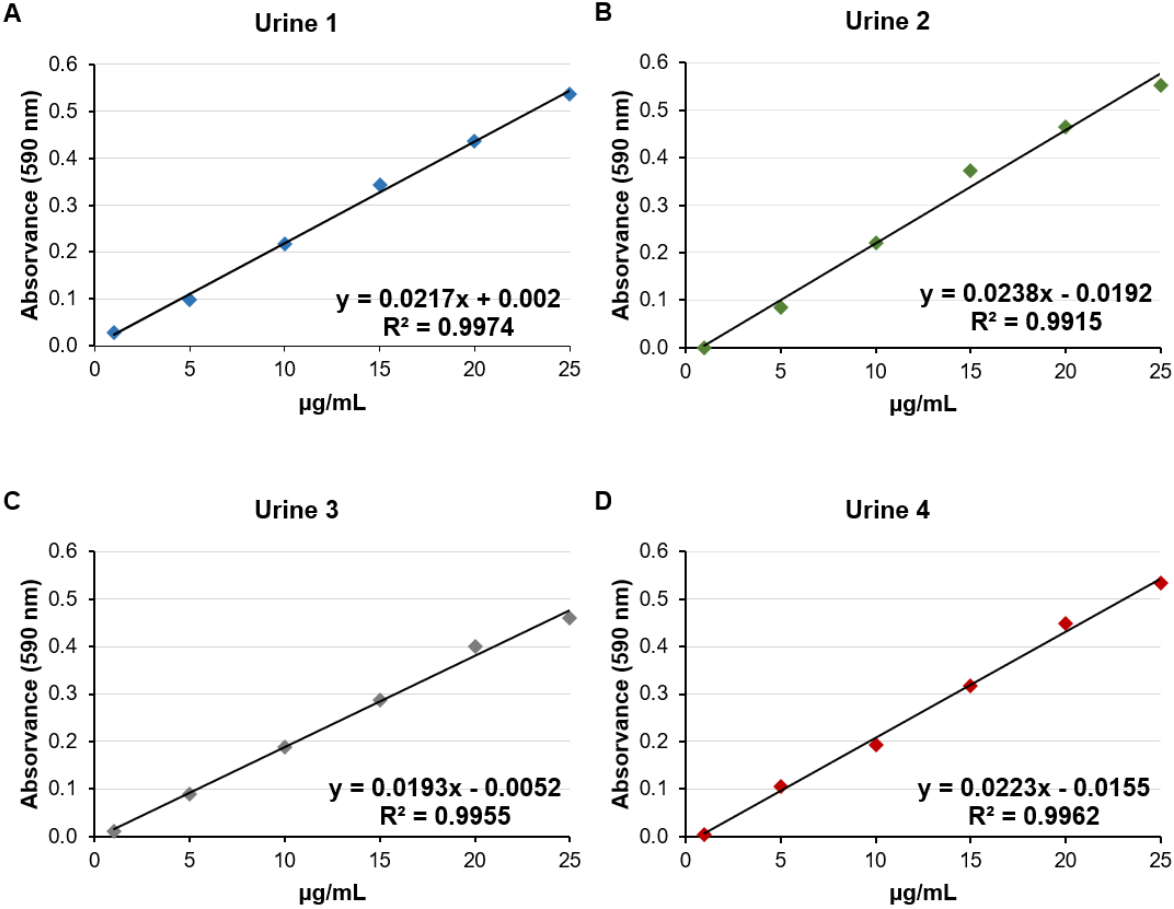 A
Urine 1
Absorvance (590 nm)
0.6
0.5
0.4
0.3
0.2
0.1
0.0
y = 0.0217x + 0.002
R² = 0.9974
0 5 10 15 20 25
µg/mL
B
Urine 2
Absorvance (590 nm)
0.6
0.5
0.4
0.3
0.2
0.1
0.0
y = 0.0238x - 0.0192
R² = 0.9915
0 5 10 15 20 25
µg/mL
C
Urine 3
Absorvance (590 nm)
0.6
0.5
0.4
0.3
0.2
0.1
0.0
y = 0.0193x - 0.0052
R² = 0.9955
0 5 10 15 20 25
µg/mL
D
Urine 4
Absorvance (590 nm)
0.6
0.5
0.4
0.3
0.2
0.1
0.0
y = 0.0223x - 0.0155
R² = 0.9962
0 5 10 15 20 25
µg/mL